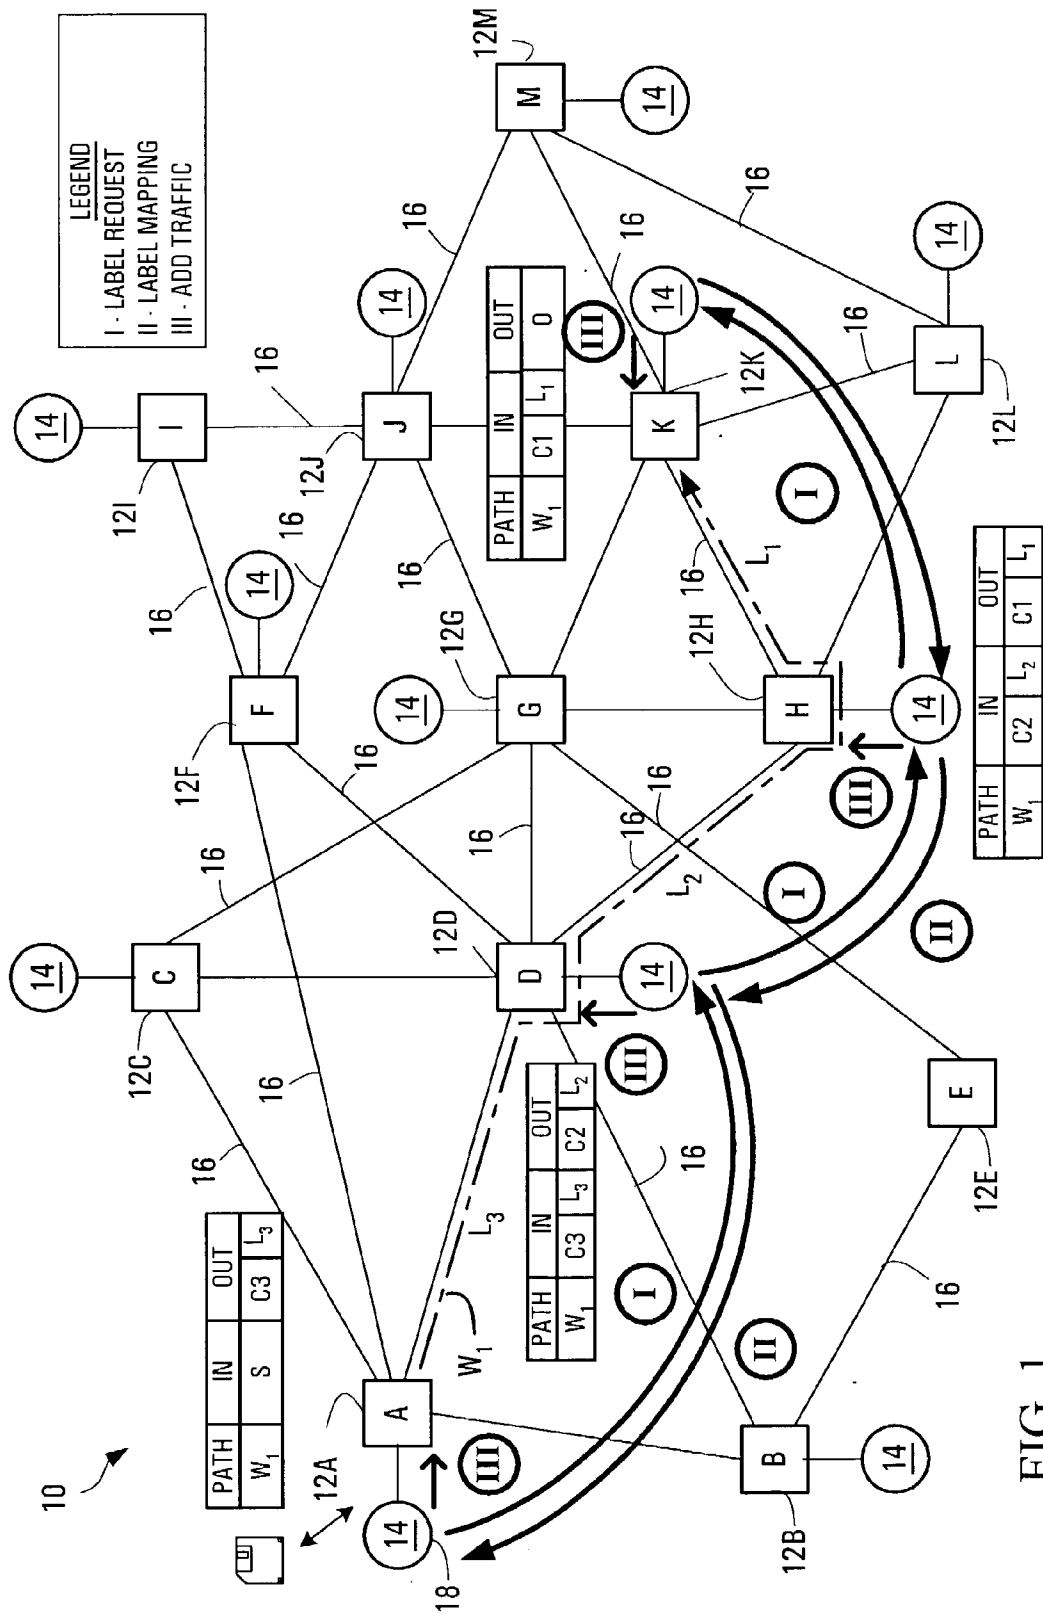 10
LEGEND
I - LABEL REQUEST
II - LABEL MAPPING
III - ADD TRAFFIC
14
C
12C
14
I
12I
16
16
16
F
12F
14
16
16
16
16
J
12J
14
16
M
12M
14
16
16
16
PATH IN OUT
W₁ S C3 L₃
12A
A
14
18
III
W₁
L₃
D
12D
14
16
16
14
G
12G
16
PATH IN OUT
W₁ C1 L₁ O
III
14
K
12K
16
PATH IN OUT
W₁ C3 L₃ C2 L₂
III
L₂
16
16
H
12H
16
L₁
14
III
I
I
I
II
II
16
B
12B
14
16
E
12E
L
12L
14
PATH IN OUT
W₁ C2 L₂ C1 L₁
FIG. 1